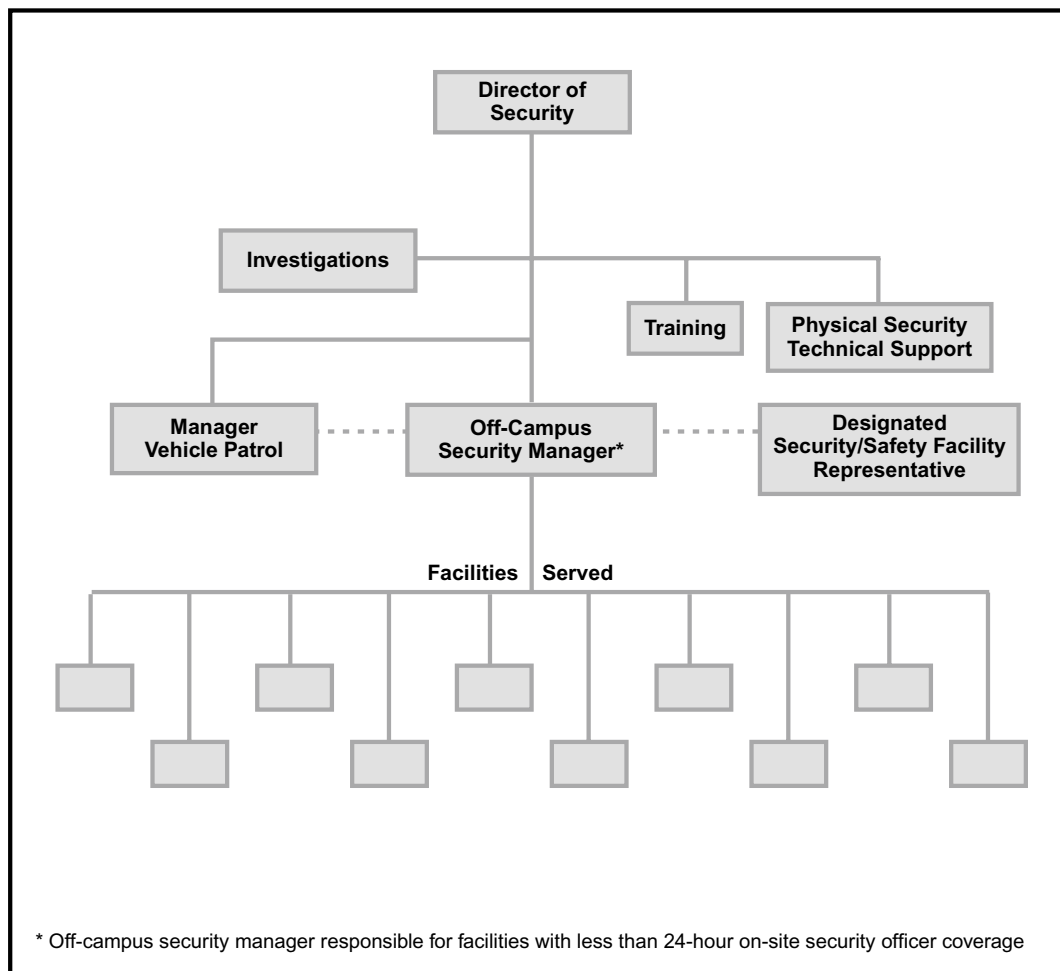 Director of
Security
Investigations
Training
Physical Security
Technical Support
Manager
Vehicle Patrol
Off-Campus
Security Manager*
Designated
Security/Safety Facility
Representative
Facilities Served
* Off-campus security manager responsible for facilities with less than 24-hour on-site security officer coverage